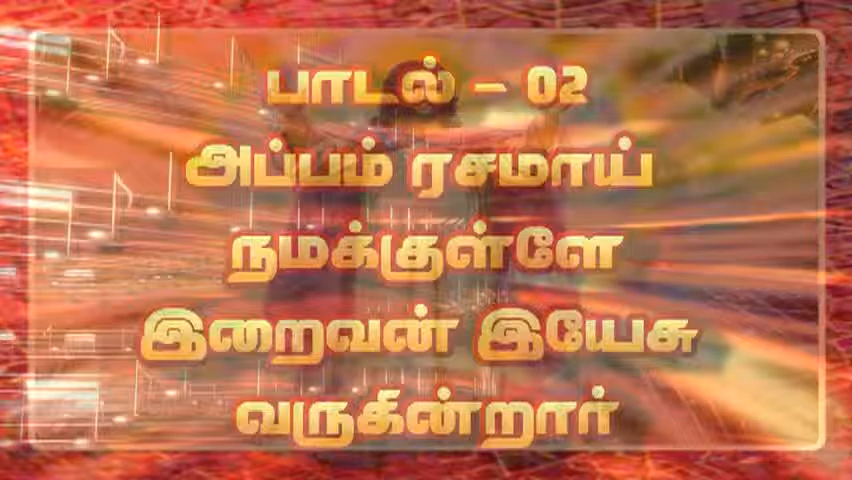 பாடல் – 02
அப்பம் ரசமாய்
நமக்குள்ளே
இறைவன் இயேசு
வருகின்றார்